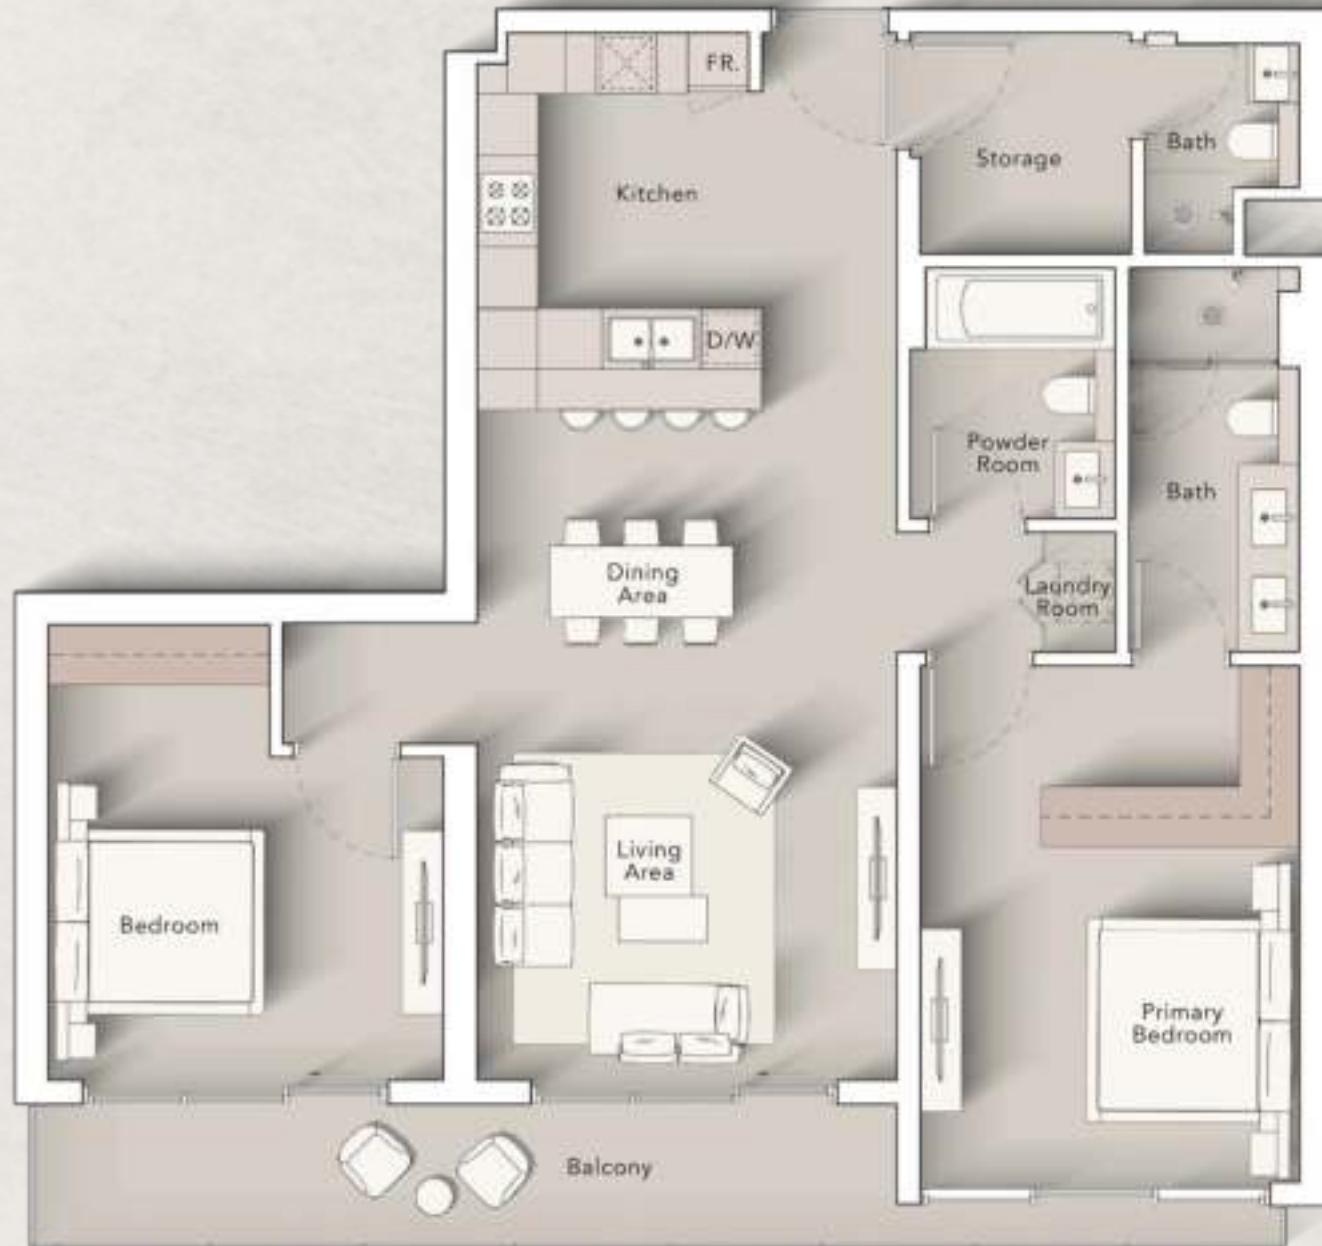 FR.
Bath
Storage
Kitchen
D/W
Powder
Room
Bath
Dining
Area
Laundry
Room
Living
Area
Bedroom
Primary
Bedroom
Balcony